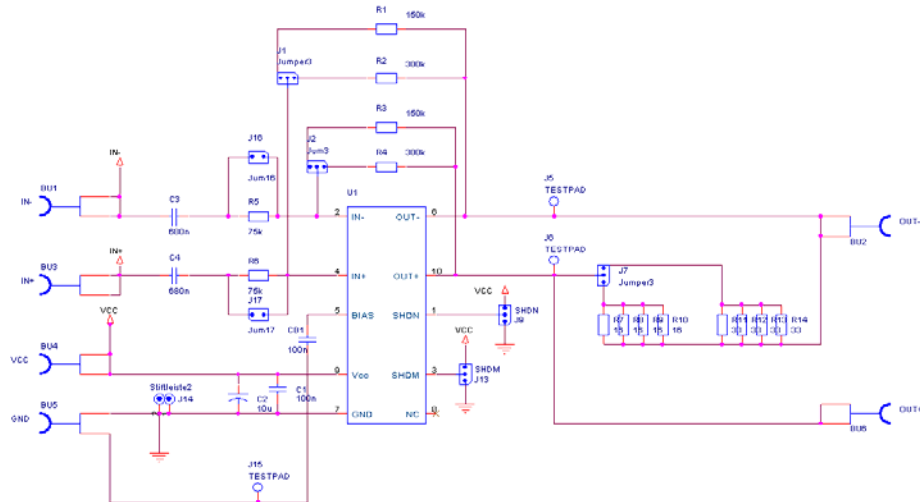 R1 150k
J1
Jumper3
R2 300k
R3 150k
J2
Jum3
R4 300k
J16
Jum16
IN-
BU1
IN-
C3
680n
R5
75k
U1
2 IN-
OUT- 6
J5
TESTPAD
OUT-
BU2
IN+
BU3
IN+
C4
680n
R6
75k
J17
Jum17
4 IN+
OUT+ 10
J6
TESTPAD
J7
Jumper3
VCC
5 BIAS
SHDN 1
VCC
SHDN
J9
R7 R8 R9 R10
15 15 15 16
R11 R12 R13 R14
33 33 33 33
CB1
100n
VCC
BU4
VCC
9 Vcc
SHDM 3
SHDM
J13
Stiftleiste2
J14
C2
10u
C1
100n
BU5
GND
7 GND
NC 8
BU6
J15
TESTPAD